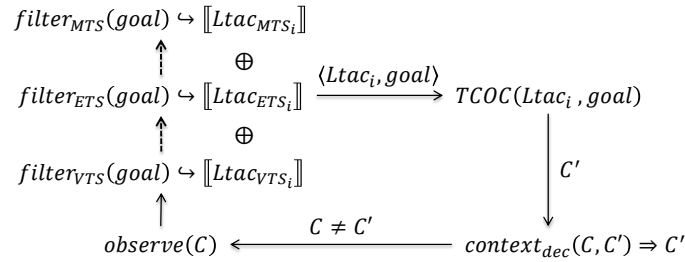 filter_MTS(goal) ↪ ⟦Ltac_MTS_i⟧
⊕
filter_ETS(goal) ↪ ⟦Ltac_ETS_i⟧ ⟨Ltac_i, goal⟩ TCOC(Ltac_i , goal)
⊕
filter_VTS(goal) ↪ ⟦Ltac_VTS_i⟧ C′
observe(C) C ≠ C′ context_dec(C, C′) ⇒ C′